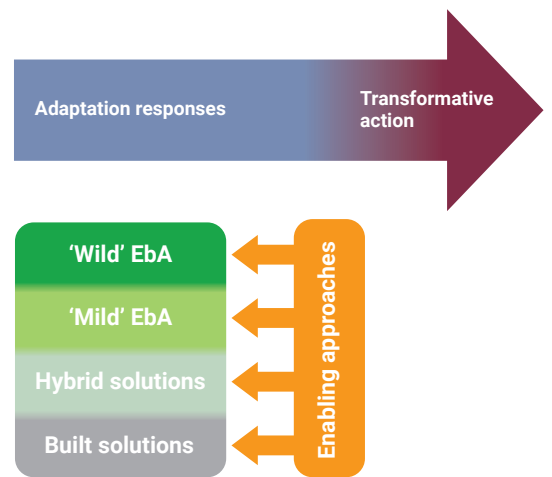 Adaptation responses
Transformative
action
‘Wild’ EbA
‘Mild’ EbA
Hybrid solutions
Built solutions
Enabling approaches